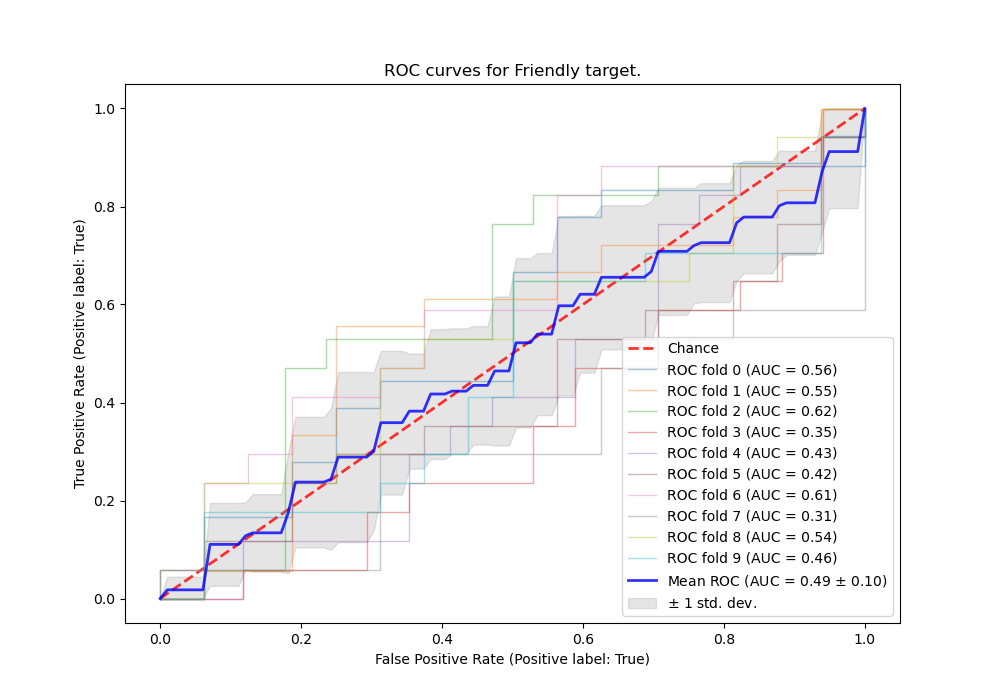 ROC curves for Friendly target.
True Positive Rate (Positive label: True)
1.0
0.8
0.6
0.4
0.2
0.0
0.0 0.2 0.4 0.6 0.8 1.0
False Positive Rate (Positive label: True)
Chance
ROC fold 0 (AUC = 0.56)
ROC fold 1 (AUC = 0.55)
ROC fold 2 (AUC = 0.62)
ROC fold 3 (AUC = 0.35)
ROC fold 4 (AUC = 0.43)
ROC fold 5 (AUC = 0.42)
ROC fold 6 (AUC = 0.61)
ROC fold 7 (AUC = 0.31)
ROC fold 8 (AUC = 0.54)
ROC fold 9 (AUC = 0.46)
Mean ROC (AUC = 0.49 ± 0.10)
± 1 std. dev.